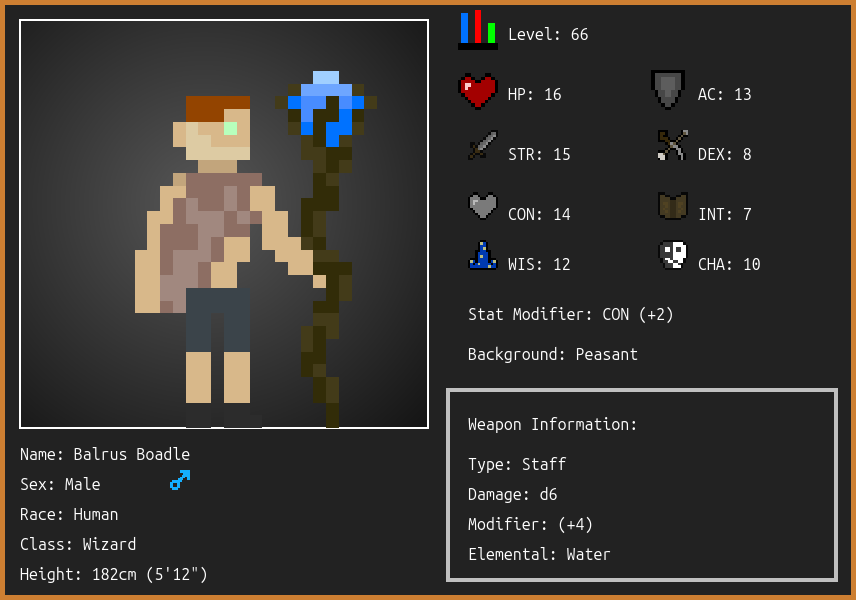 Level: 66
HP: 16
AC: 13
STR: 15
DEX: 8
CON: 14
INT: 7
WIS: 12
CHA: 10
Stat Modifier: CON (+2)
Background: Peasant
Weapon Information:
Type: Staff
Damage: d6
Modifier: (+4)
Elemental: Water
Name: Balrus Boadle
Sex: Male
Race: Human
Class: Wizard
Height: 182cm (5'12")